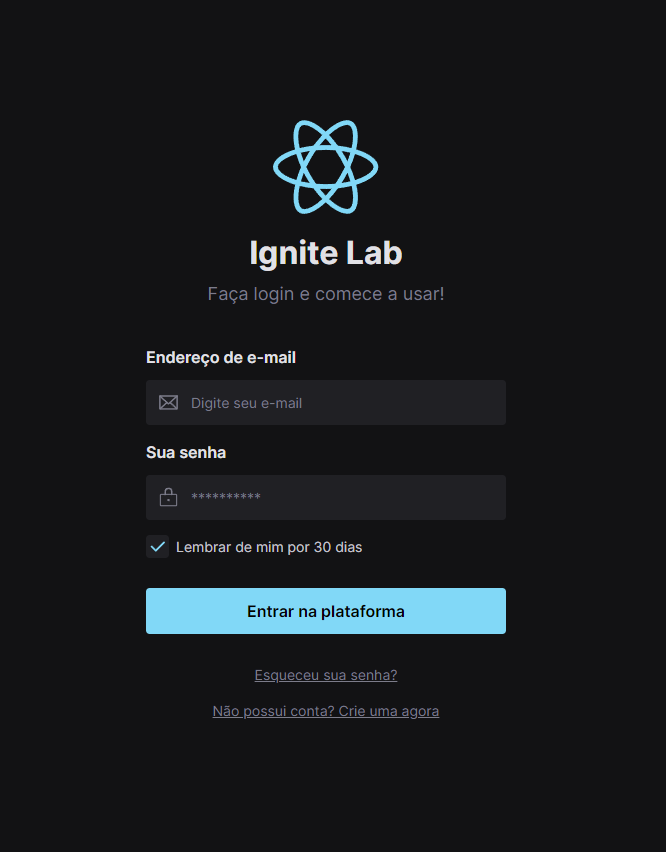 Ignite Lab
Faça login e comece a usar!
Endereço de e-mail
Digite seu e-mail
Sua senha
**********
Lembrar de mim por 30 dias
Entrar na plataforma
Esqueceu sua senha?
Não possui conta? Crie uma agora